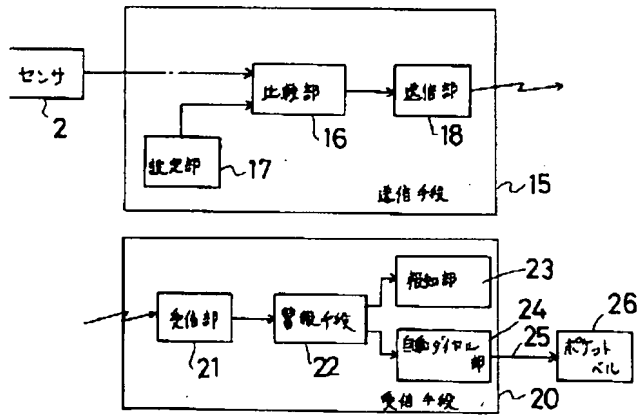 センサ
2
比較部
16
送信部
18
設定部
17
送信手段
15
受信部
21
警報手段
22
報知部
23
自動ダイヤル
部
24
25
ポケット
ベル
26
受信手段
20